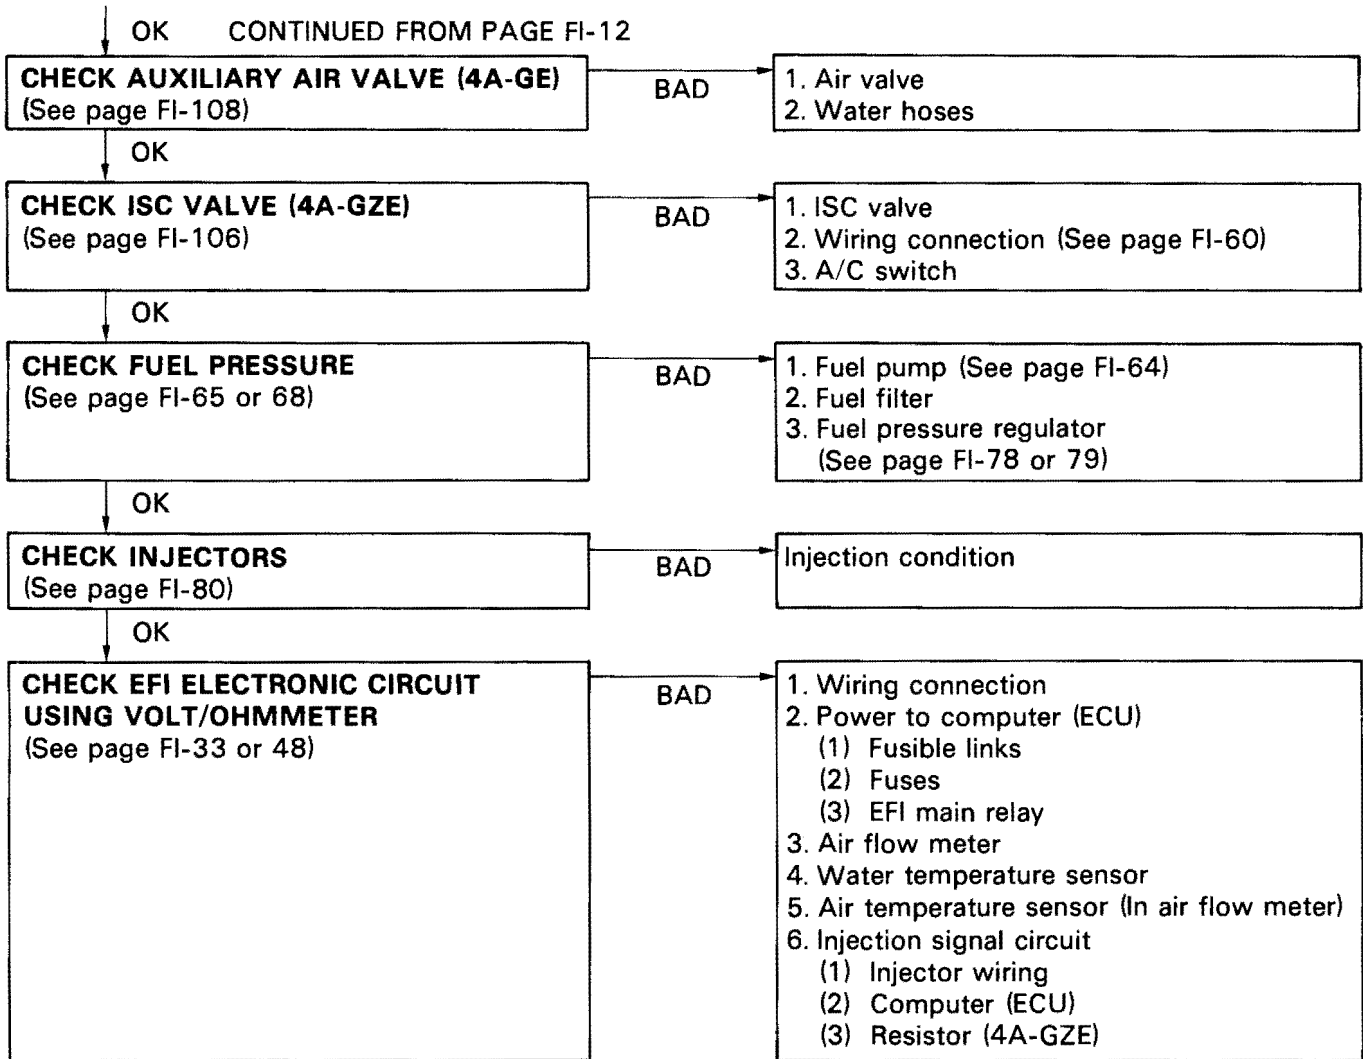 OK CONTINUED FROM PAGE FI-12
CHECK AUXILIARY AIR VALVE (4A-GE)
(See page FI-108)
BAD
1. Air valve
2. Water hoses
OK
CHECK ISC VALVE (4A-GZE)
(See page FI-106)
BAD
1. ISC valve
2. Wiring connection (See page FI-60)
3. A/C switch
OK
CHECK FUEL PRESSURE
(See page FI-65 or 68)
BAD
1. Fuel pump (See page FI-64)
2. Fuel filter
3. Fuel pressure regulator
(See page FI-78 or 79)
OK
CHECK INJECTORS
(See page FI-80)
BAD
Injection condition
OK
CHECK EFI ELECTRONIC CIRCUIT
USING VOLT/OHMMETER
(See page FI-33 or 48)
BAD
1. Wiring connection
2. Power to computer (ECU)
(1) Fusible links
(2) Fuses
(3) EFI main relay
3. Air flow meter
4. Water temperature sensor
5. Air temperature sensor (In air flow meter)
6. Injection signal circuit
(1) Injector wiring
(2) Computer (ECU)
(3) Resistor (4A-GZE)